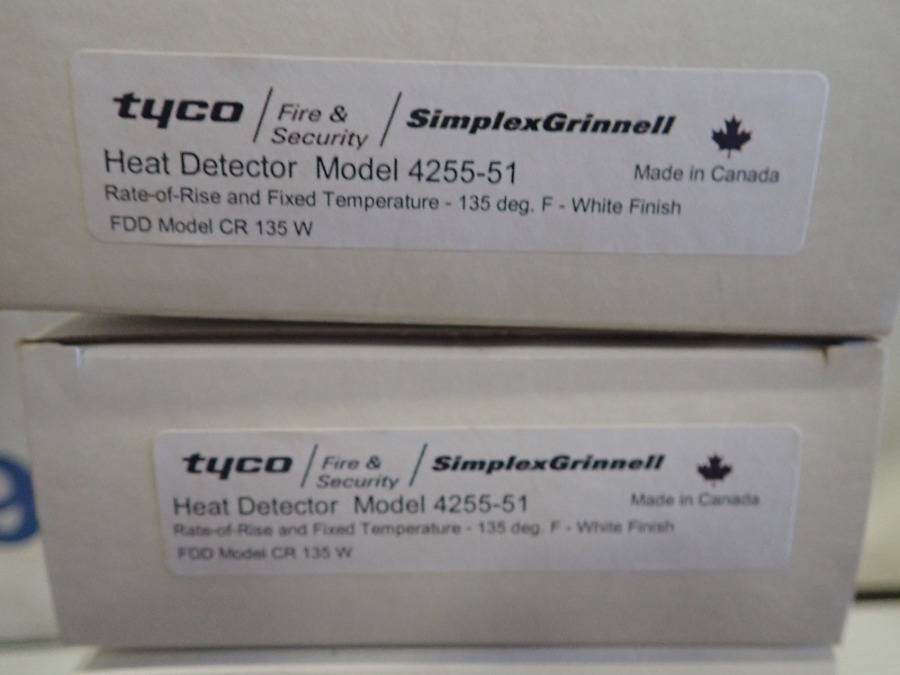 tyco / Fire & Security / SimplexGrinnell
Heat Detector Model 4255-51 Made in Canada
Rate-of-Rise and Fixed Temperature - 135 deg. F - White Finish
FDD Model CR 135 W
tyco / Fire & Security / SimplexGrinnell
Heat Detector Model 4255-51 Made in Canada
Rate-of-Rise and Fixed Temperature - 135 deg. F - White Finish
FDD Model CR 135 W